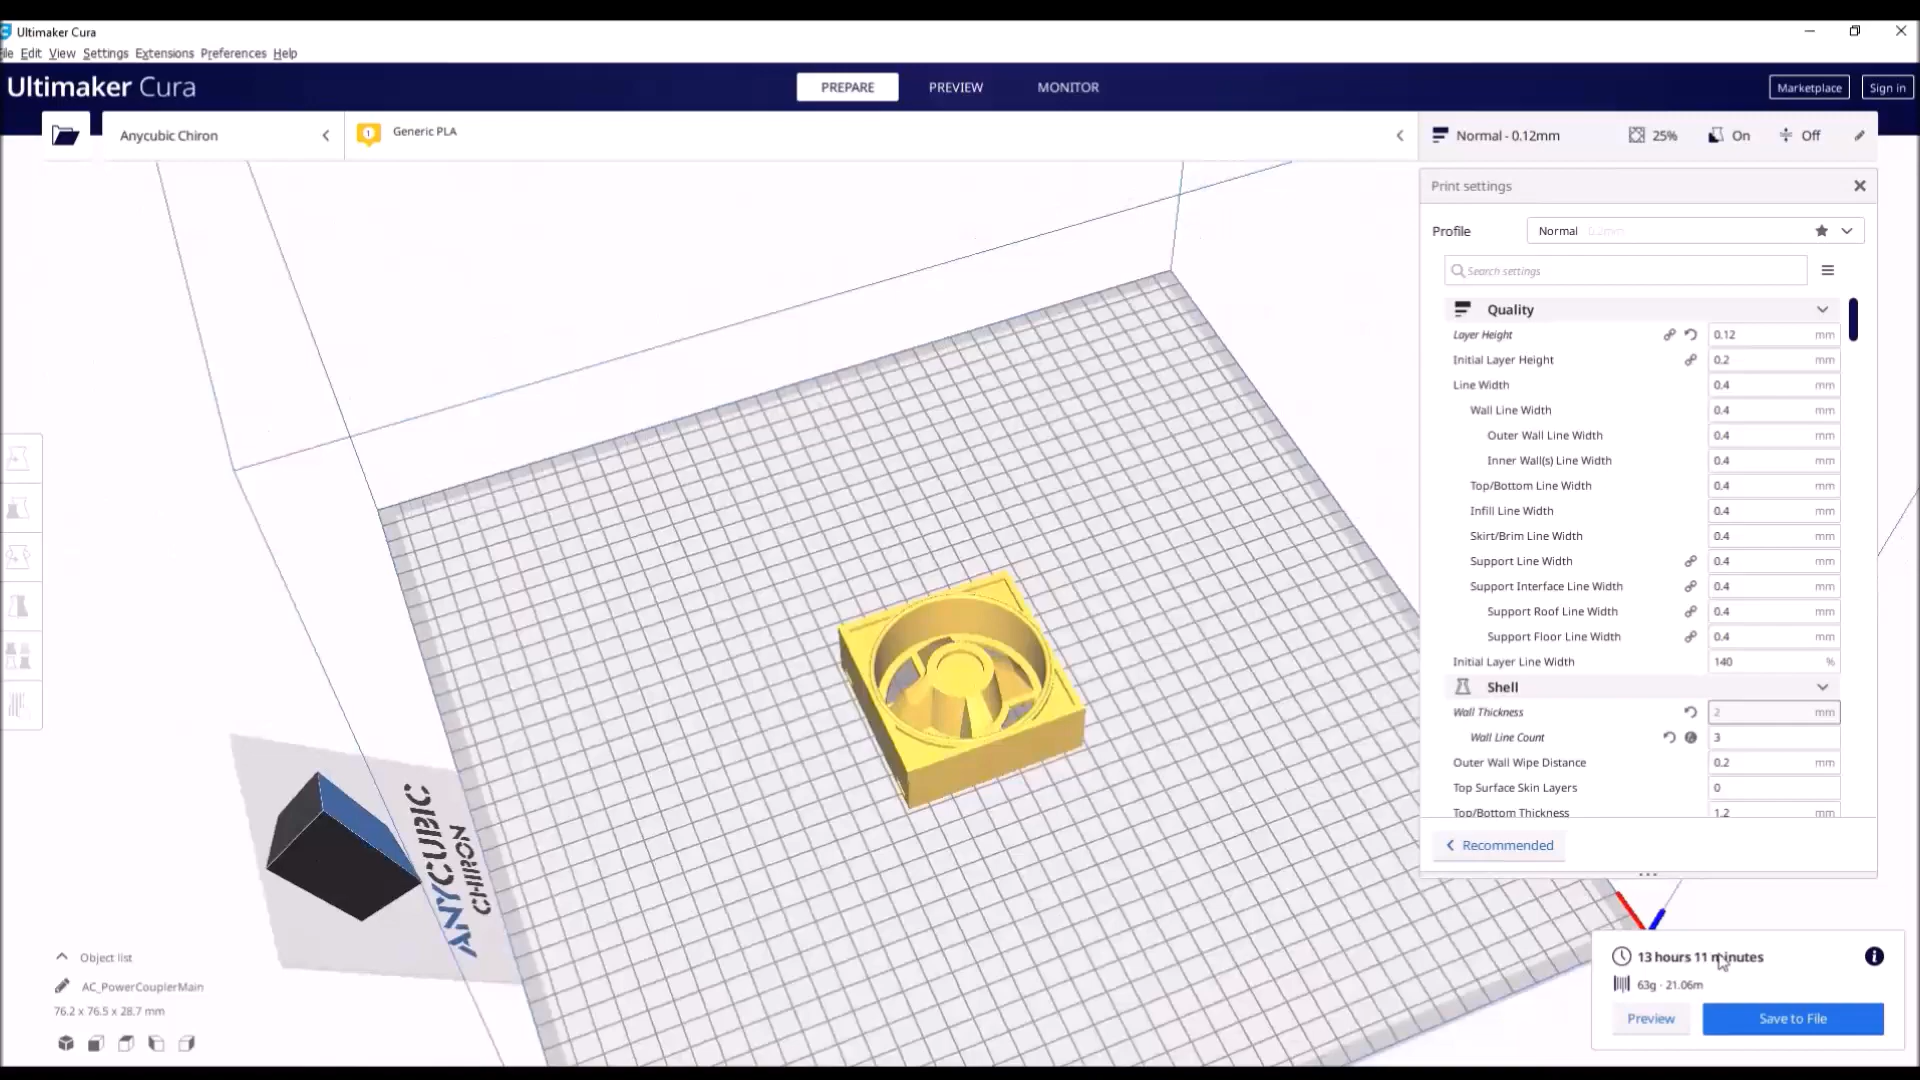 Ultimaker Cura
File Edit View Settings Extensions Preferences Help
Ultimaker Cura
PREPARE
PREVIEW
MONITOR
Marketplace
Sign in
Anycubic Chiron
1
Generic PLA
Normal - 0.12mm
25%
On
Off
Print settings
Profile
Normal 0.2mm
Search settings
Quality
Layer Height 0.12 mm
Initial Layer Height 0.2 mm
Line Width 0.4 mm
Wall Line Width 0.4 mm
Outer Wall Line Width 0.4 mm
Inner Wall(s) Line Width 0.4 mm
Top/Bottom Line Width 0.4 mm
Infill Line Width 0.4 mm
Skirt/Brim Line Width 0.4 mm
Support Line Width 0.4 mm
Support Interface Line Width 0.4 mm
Support Roof Line Width 0.4 mm
Support Floor Line Width 0.4 mm
Initial Layer Line Width 140 %
Shell
Wall Thickness 2 mm
Wall Line Count 3
Outer Wall Wipe Distance 0.2 mm
Top Surface Skin Layers 0
Top/Bottom Thickness 1.2 mm
Recommended
ANYCUBIC
CHIRON
Object list
AC_PowerCouplerMain
76.2 x 76.5 x 28.7 mm
13 hours 11 minutes
63g · 21.06m
Preview
Save to File